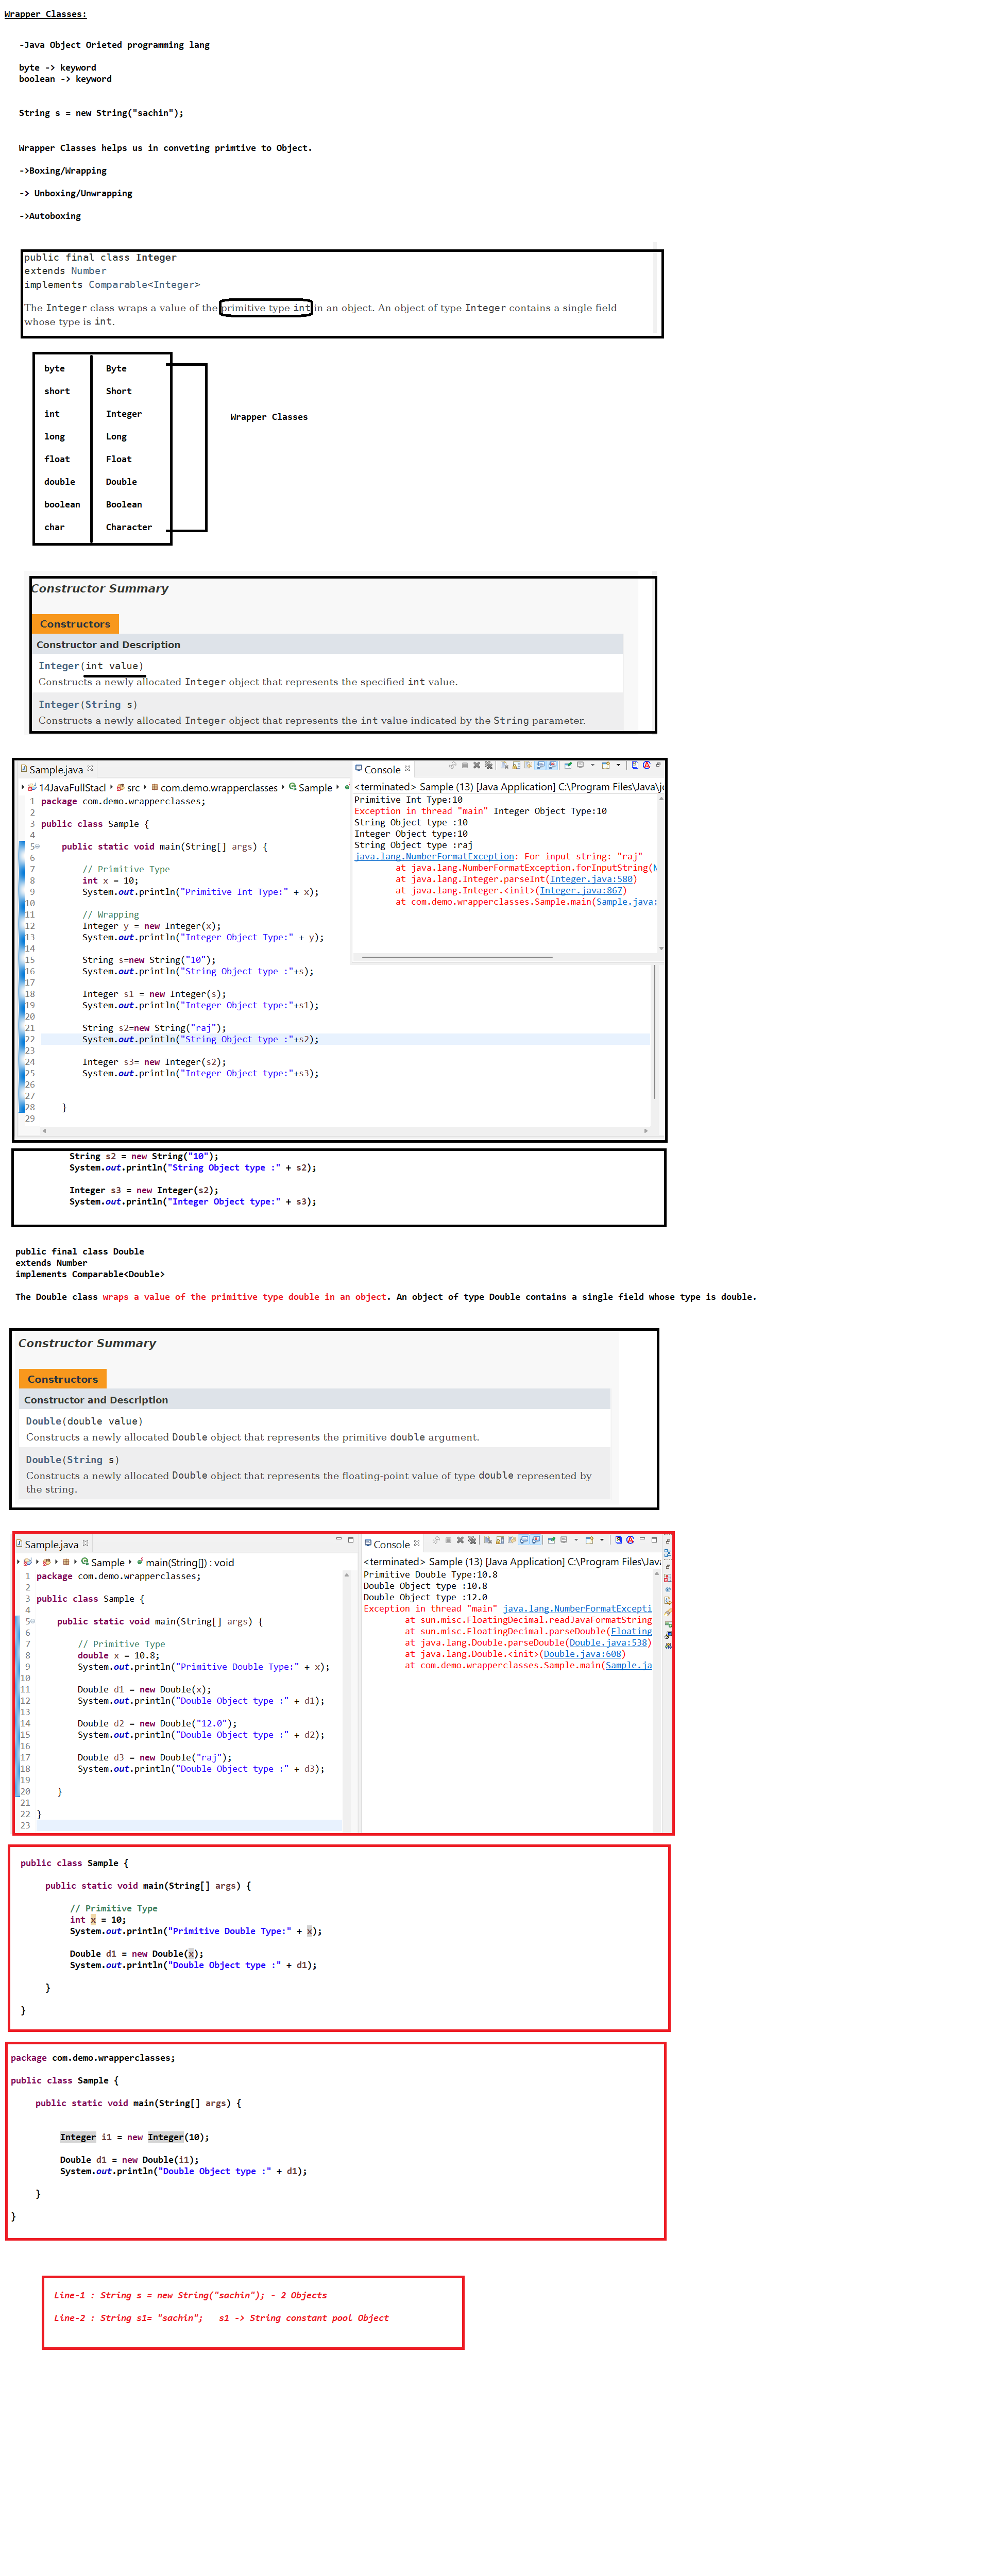 Wrapper Classes:
-Java Object Orieted programming lang
byte -> keyword
boolean -> keyword
String s = new String("sachin");
Wrapper Classes helps us in conveting primtive to Object.
->Boxing/Wrapping
-> Unboxing/Unwrapping
->Autoboxing
public final class Integer
extends Number
implements Comparable<Integer>
The Integer class wraps a value of the primitive type int in an object. An object of type Integer contains a single field
whose type is int.
byte Byte
short Short
int Integer
long Long
float Float
double Double
boolean Boolean
char Character
Wrapper Classes
Constructor Summary
Constructors
Constructor and Description
Integer(int value)
Constructs a newly allocated Integer object that represents the specified int value.
Integer(String s)
Constructs a newly allocated Integer object that represents the int value indicated by the String parameter.
Sample.java
14JavaFullStacl src com.demo.wrapperclasses Sample
1 package com.demo.wrapperclasses;
2
3 public class Sample {
4
5 public static void main(String[] args) {
6
7 // Primitive Type
8 int x = 10;
9 System.out.println("Primitive Int Type:" + x);
10
11 // Wrapping
12 Integer y = new Integer(x);
13 System.out.println("Integer Object Type:" + y);
14
15 String s=new String("10");
16 System.out.println("String Object type :"+s);
17
18 Integer s1 = new Integer(s);
19 System.out.println("Integer Object type:"+s1);
20
21 String s2=new String("raj");
22 System.out.println("String Object type :"+s2);
23
24 Integer s3= new Integer(s2);
25 System.out.println("Integer Object type:"+s3);
26
27
28 }
29
Console
<terminated> Sample (13) [Java Application] C:\Program Files\Java\j
Primitive Int Type:10
Exception in thread "main" Integer Object Type:10
String Object type :10
Integer Object type:10
String Object type :raj
java.lang.NumberFormatException: For input string: "raj"
at java.lang.NumberFormatException.forInputString(
at java.lang.Integer.parseInt(Integer.java:580)
at java.lang.Integer.<init>(Integer.java:867)
at com.demo.wrapperclasses.Sample.main(Sample.java:
String s2 = new String("10");
System.out.println("String Object type :" + s2);
Integer s3 = new Integer(s2);
System.out.println("Integer Object type:" + s3);
public final class Double
extends Number
implements Comparable<Double>
The Double class wraps a value of the primitive type double in an object. An object of type Double contains a single field whose type is double.
Constructor Summary
Constructors
Constructor and Description
Double(double value)
Constructs a newly allocated Double object that represents the primitive double argument.
Double(String s)
Constructs a newly allocated Double object that represents the floating-point value of type double represented by
the string.
Sample.java
Sample main(String[]) : void
1 package com.demo.wrapperclasses;
2
3 public class Sample {
4
5 public static void main(String[] args) {
6
7 // Primitive Type
8 double x = 10.8;
9 System.out.println("Primitive Double Type:" + x);
10
11 Double d1 = new Double(x);
12 System.out.println("Double Object type :" + d1);
13
14 Double d2 = new Double("12.0");
15 System.out.println("Double Object type :" + d2);
16
17 Double d3 = new Double("raj");
18 System.out.println("Double Object type :" + d3);
19
20 }
21
22 }
23
Console
<terminated> Sample (13) [Java Application] C:\Program Files\Java
Primitive Double Type:10.8
Double Object type :10.8
Double Object type :12.0
Exception in thread "main" java.lang.NumberFormatExcepti
at sun.misc.FloatingDecimal.readJavaFormatString
at sun.misc.FloatingDecimal.parseDouble(Floating
at java.lang.Double.parseDouble(Double.java:538)
at java.lang.Double.<init>(Double.java:608)
at com.demo.wrapperclasses.Sample.main(Sample.ja
public class Sample {
public static void main(String[] args) {
// Primitive Type
int x = 10;
System.out.println("Primitive Double Type:" + x);
Double d1 = new Double(x);
System.out.println("Double Object type :" + d1);
}
}
package com.demo.wrapperclasses;
public class Sample {
public static void main(String[] args) {
Integer i1 = new Integer(10);
Double d1 = new Double(i1);
System.out.println("Double Object type :" + d1);
}
}
Line-1 : String s = new String("sachin"); - 2 Objects
Line-2 : String s1= "sachin"; s1 -> String constant pool Object